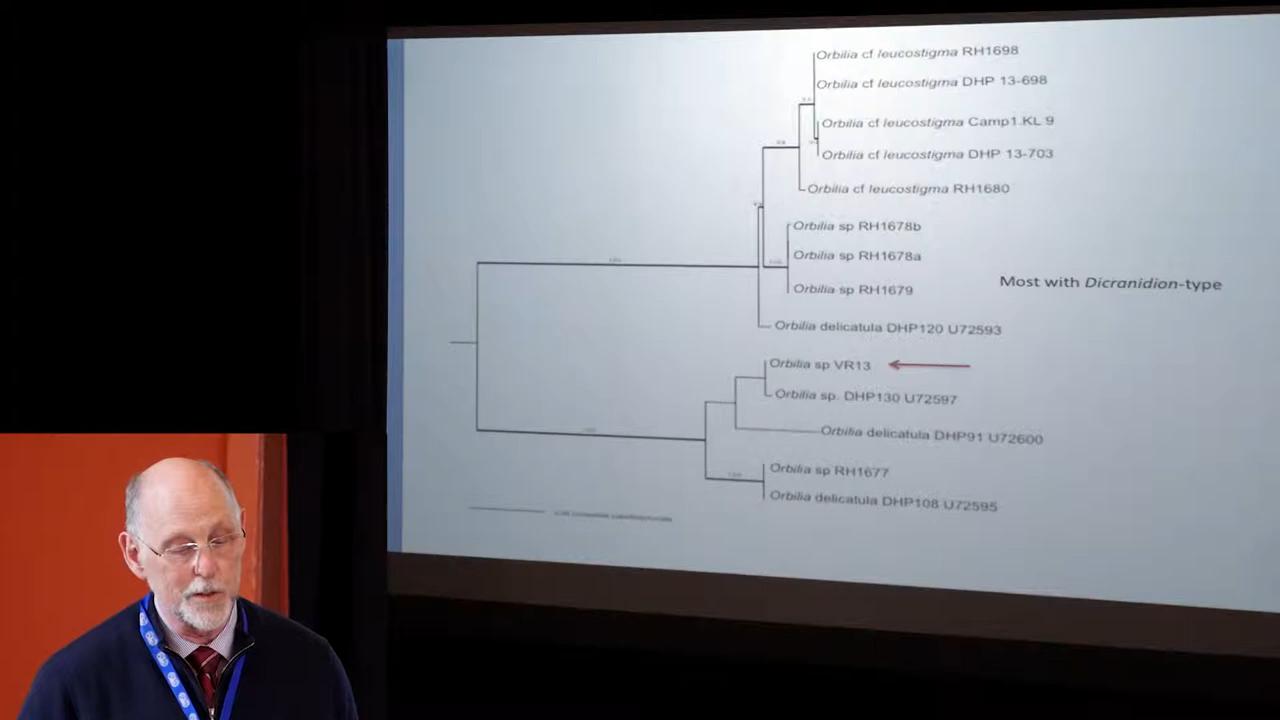 Orbilia cf leucostigma RH1698
Orbilia cf leucostigma DHP 13-698
Orbilia cf leucostigma Camp1 KL 9
Orbilia cf leucostigma DHP 13-703
Orbilia cf leucostigma RH1680
Orbilia sp RH1678b
Orbilia sp RH1678a
Orbilia sp RH1679
Most with Dicranidion-type
Orbilia delicatula DHP120 U72593
Orbilia sp VR13
Orbilia sp. DHP130 U72597
Orbilia delicatula DHP91 U72600
Orbilia sp RH1677
Orbilia delicatula DHP108 U72595